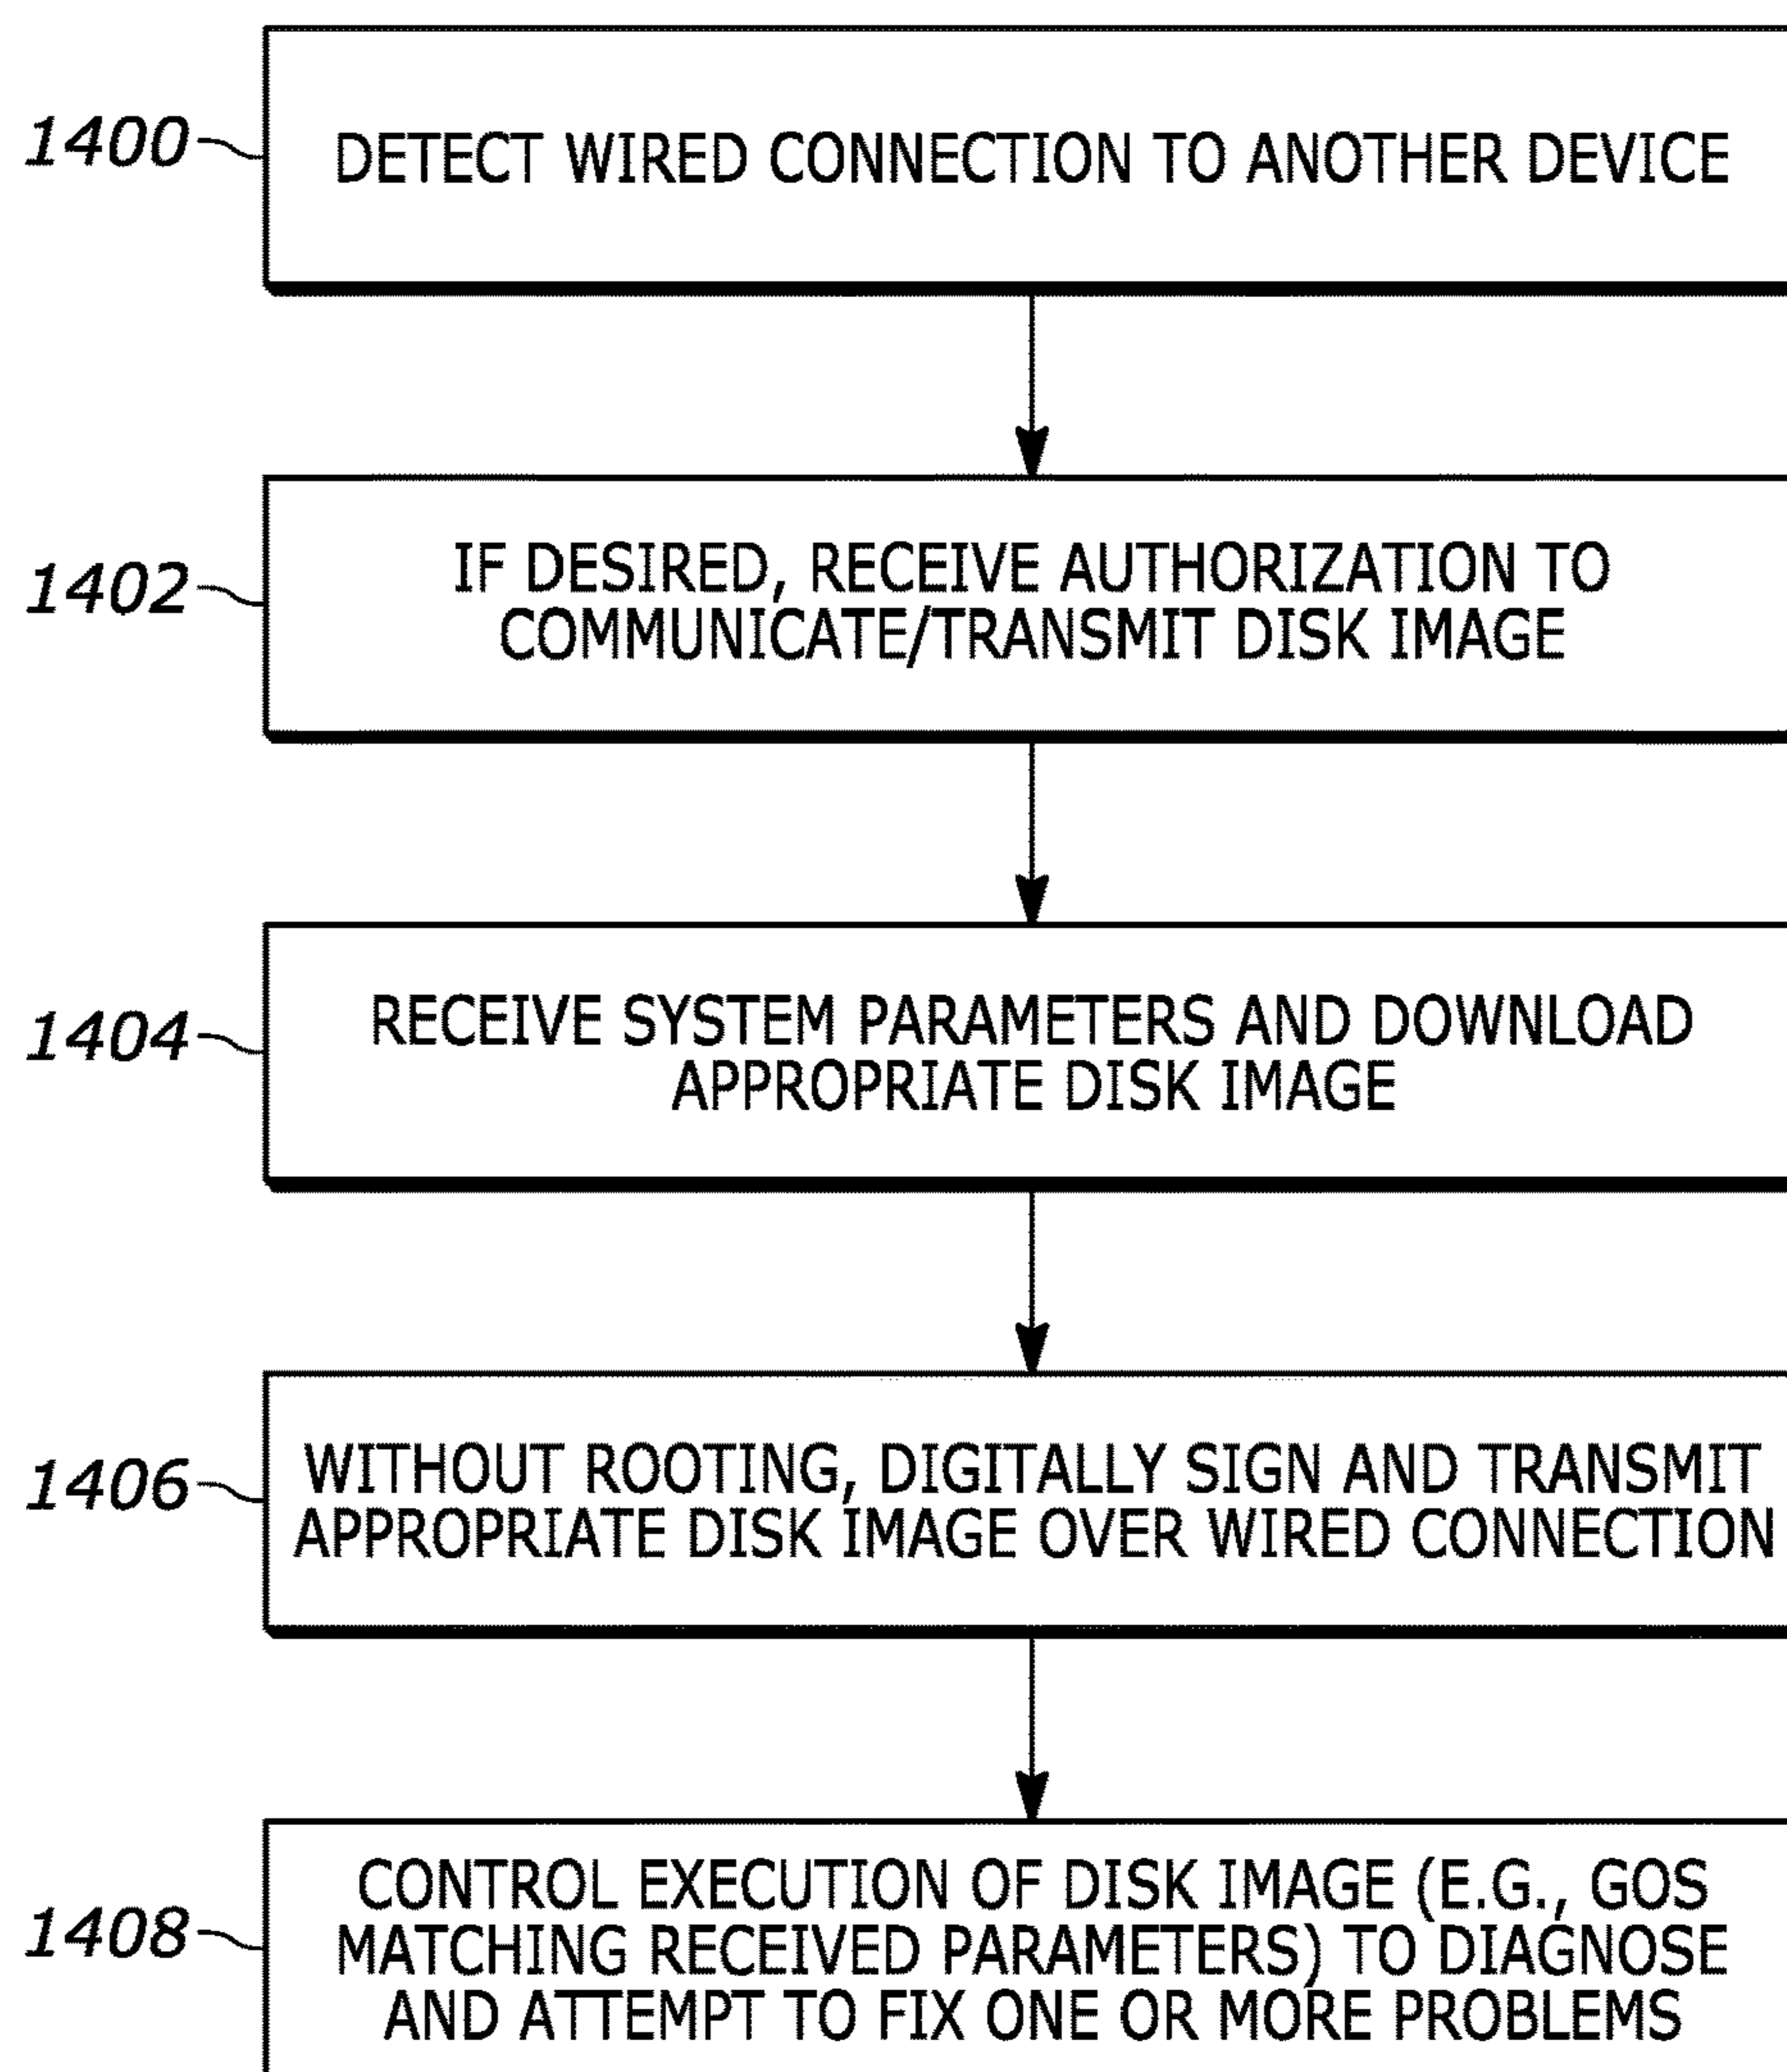 1400
DETECT WIRED CONNECTION TO ANOTHER DEVICE
1402
IF DESIRED, RECEIVE AUTHORIZATION TO
COMMUNICATE/TRANSMIT DISK IMAGE
1404
RECEIVE SYSTEM PARAMETERS AND DOWNLOAD
APPROPRIATE DISK IMAGE
1406
WITHOUT ROOTING, DIGITALLY SIGN AND TRANSMIT
APPROPRIATE DISK IMAGE OVER WIRED CONNECTION
1408
CONTROL EXECUTION OF DISK IMAGE (E.G., GOS
MATCHING RECEIVED PARAMETERS) TO DIAGNOSE
AND ATTEMPT TO FIX ONE OR MORE PROBLEMS